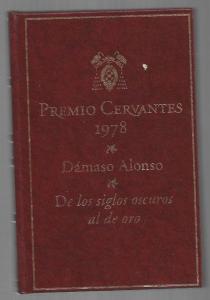 PREMIO CERVANTES
1978
Dámaso Alonso
De los siglos oscuros
al de oro